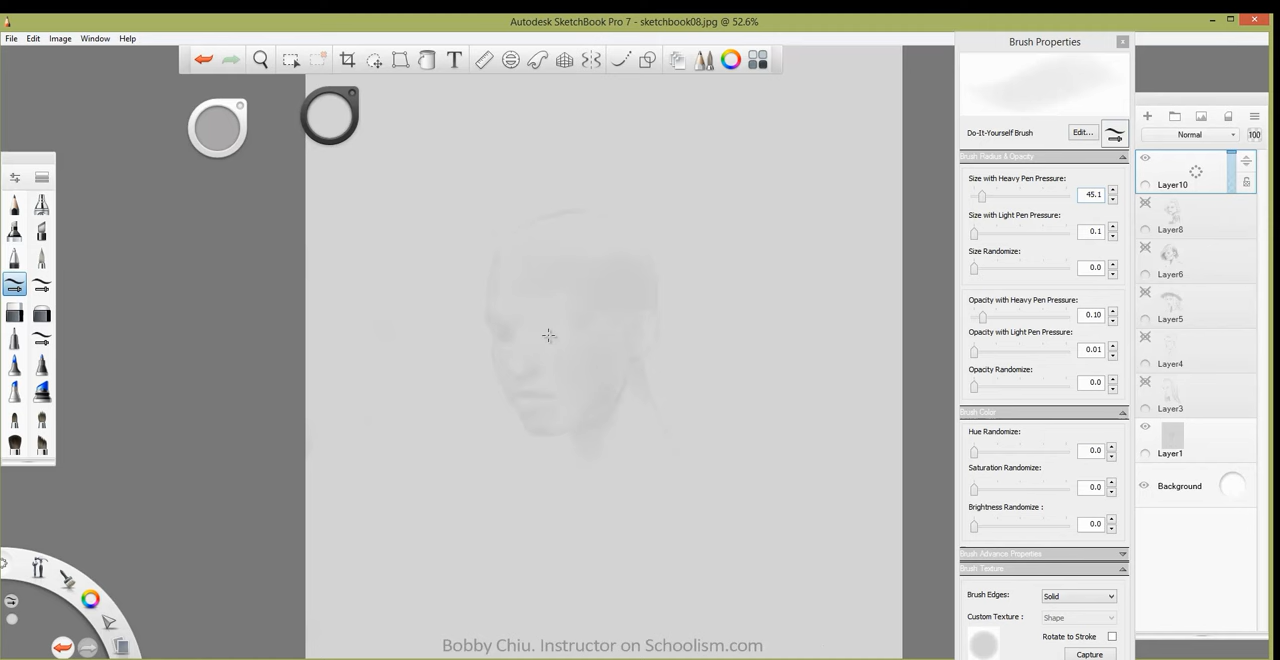 Autodesk SketchBook Pro 7 - sketchbook08.jpg @ 52.6%
File Edit Image Window Help
Brush Properties
Do-It-Yourself Brush
Edit...
Brush Radius & Opacity
Size with Heavy Pen Pressure:
45.1
Size with Light Pen Pressure:
0.1
Size Randomize:
0.0
Opacity with Heavy Pen Pressure:
0.10
Opacity with Light Pen Pressure:
0.01
Opacity Randomize:
0.0
Brush Color
Hue Randomize:
0.0
Saturation Randomize:
0.0
Brightness Randomize :
0.0
Brush Advance Properties
Brush Texture
Brush Edges: Solid
Custom Texture : Shape
Rotate to Stroke
Capture
Normal 100
Layer10
Layer8
Layer6
Layer5
Layer4
Layer3
Layer1
Background
T
Bobby Chiu. Instructor on Schoolism.com